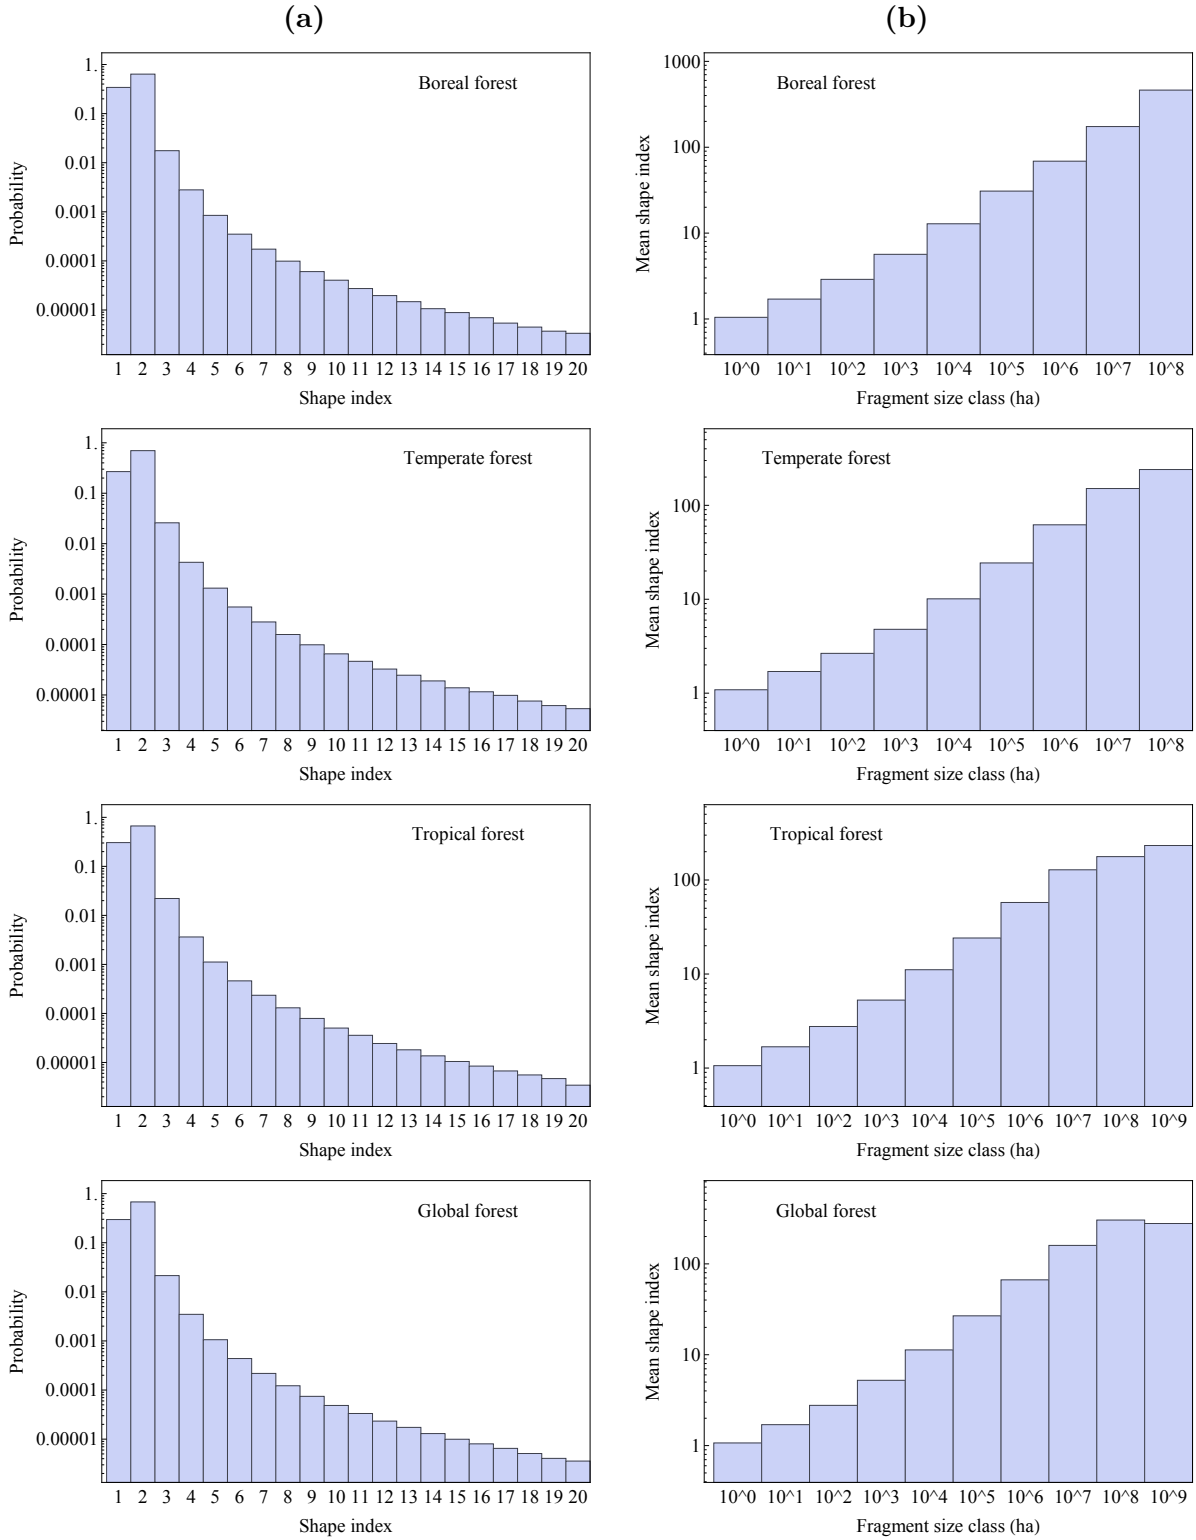 (a)
(b)
1.
0.1
0.01
0.001
0.0001
0.00001
Probability
Boreal forest
1 2 3 4 5 6 7 8 9 10 11 12 13 14 15 16 17 18 19 20
Shape index
1000
100
10
1
Mean shape index
Boreal forest
10^0 10^1 10^2 10^3 10^4 10^5 10^6 10^7 10^8
Fragment size class (ha)
1.
0.1
0.01
0.001
0.0001
0.00001
Probability
Temperate forest
1 2 3 4 5 6 7 8 9 10 11 12 13 14 15 16 17 18 19 20
Shape index
100
10
1
Mean shape index
Temperate forest
10^0 10^1 10^2 10^3 10^4 10^5 10^6 10^7 10^8
Fragment size class (ha)
1.
0.1
0.01
0.001
0.0001
0.00001
Probability
Tropical forest
1 2 3 4 5 6 7 8 9 10 11 12 13 14 15 16 17 18 19 20
Shape index
100
10
1
Mean shape index
Tropical forest
10^0 10^1 10^2 10^3 10^4 10^5 10^6 10^7 10^8 10^9
Fragment size class (ha)
1.
0.1
0.01
0.001
0.0001
0.00001
Probability
Global forest
1 2 3 4 5 6 7 8 9 10 11 12 13 14 15 16 17 18 19 20
Shape index
100
10
1
Mean shape index
Global forest
10^0 10^1 10^2 10^3 10^4 10^5 10^6 10^7 10^8 10^9
Fragment size class (ha)